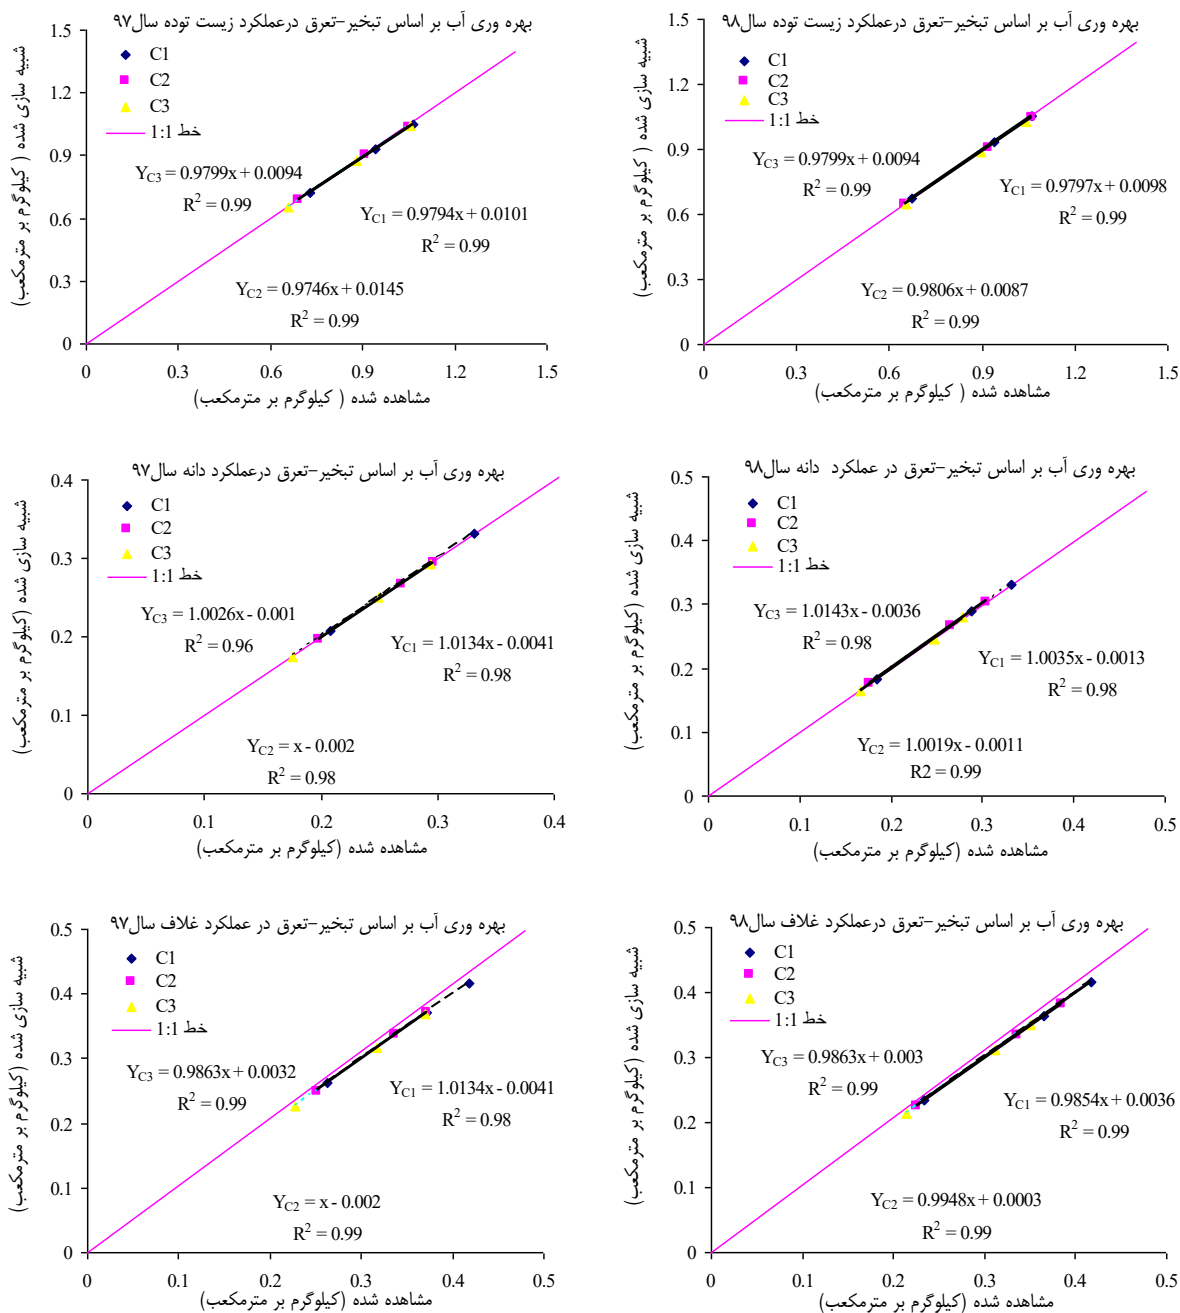 بهره وری آب بر اساس تبخیر-تعرق درعملکرد زیست توده سال۹۷
شبیه سازی شده ( کیلوگرم بر مترمکعب)
1.5
1.2
0.9
0.6
0.3
0
C1
C2
C3
خط 1:1
Y_C3 = 0.9799x + 0.0094
R² = 0.99
Y_C1 = 0.9794x + 0.0101
R² = 0.99
Y_C2 = 0.9746x + 0.0145
R² = 0.99
0 0.3 0.6 0.9 1.2 1.5
مشاهده شده ( کیلوگرم بر مترمکعب)
بهره وری آب بر اساس تبخیر-تعرق درعملکرد زیست توده سال۹۸
شبیه سازی شده ( کیلوگرم بر مترمکعب)
1.5
1.2
0.9
0.6
0.3
0
C1
C2
C3
خط 1:1
Y_C3 = 0.9799x + 0.0094
R² = 0.99
Y_C1 = 0.9797x + 0.0098
R² = 0.99
Y_C2 = 0.9806x + 0.0087
R² = 0.99
0 0.3 0.6 0.9 1.2 1.5
مشاهده شده ( کیلوگرم بر مترمکعب)
بهره وری آب بر اساس تبخیر-تعرق درعملکرد دانه سال۹۷
شبیه سازی شده (کیلوگرم بر مترمکعب)
0.4
0.3
0.2
0.1
0
C1
C2
C3
خط 1:1
Y_C3 = 1.0026x - 0.001
R² = 0.96
Y_C1 = 1.0134x - 0.0041
R² = 0.98
Y_C2 = x - 0.002
R² = 0.98
0 0.1 0.2 0.3 0.4
مشاهده شده (کیلوگرم بر مترمکعب)
بهره وری آب بر اساس تبخیر-تعرق در عملکرد دانه سال۹۸
شبیه سازی شده (کیلوگرم بر مترمکعب)
0.5
0.4
0.3
0.2
0.1
0
C1
C2
C3
خط 1:1
Y_C3 = 1.0143x - 0.0036
R² = 0.98
Y_C1 = 1.0035x - 0.0013
R² = 0.98
Y_C2 = 1.0019x - 0.0011
R2 = 0.99
0 0.1 0.2 0.3 0.4 0.5
مشاهده شده (کیلوگرم بر مترمکعب)
بهره وری آب بر اساس تبخیر-تعرق در عملکرد غلاف سال۹۷
شبیه سازی شده (کیلوگرم بر مترمکعب)
0.5
0.4
0.3
0.2
0.1
0
C1
C2
C3
خط 1:1
Y_C3 = 0.9863x + 0.0032
R² = 0.99
Y_C1 = 1.0134x - 0.0041
R² = 0.98
Y_C2 = x - 0.002
R² = 0.99
0 0.1 0.2 0.3 0.4 0.5
مشاهده شده (کیلوگرم بر مترمکعب)
بهره وری آب بر اساس تبخیر-تعرق درعملکرد غلاف سال۹۸
شبیه سازی شده (کیلوگرم بر مترمکعب)
0.5
0.4
0.3
0.2
0.1
0
C1
C2
C3
خط 1:1
Y_C3 = 0.9863x + 0.003
R² = 0.99
Y_C1 = 0.9854x + 0.0036
R² = 0.99
Y_C2 = 0.9948x + 0.0003
R² = 0.99
0 0.1 0.2 0.3 0.4 0.5
مشاهده شده (کیلوگرم بر مترمکعب)